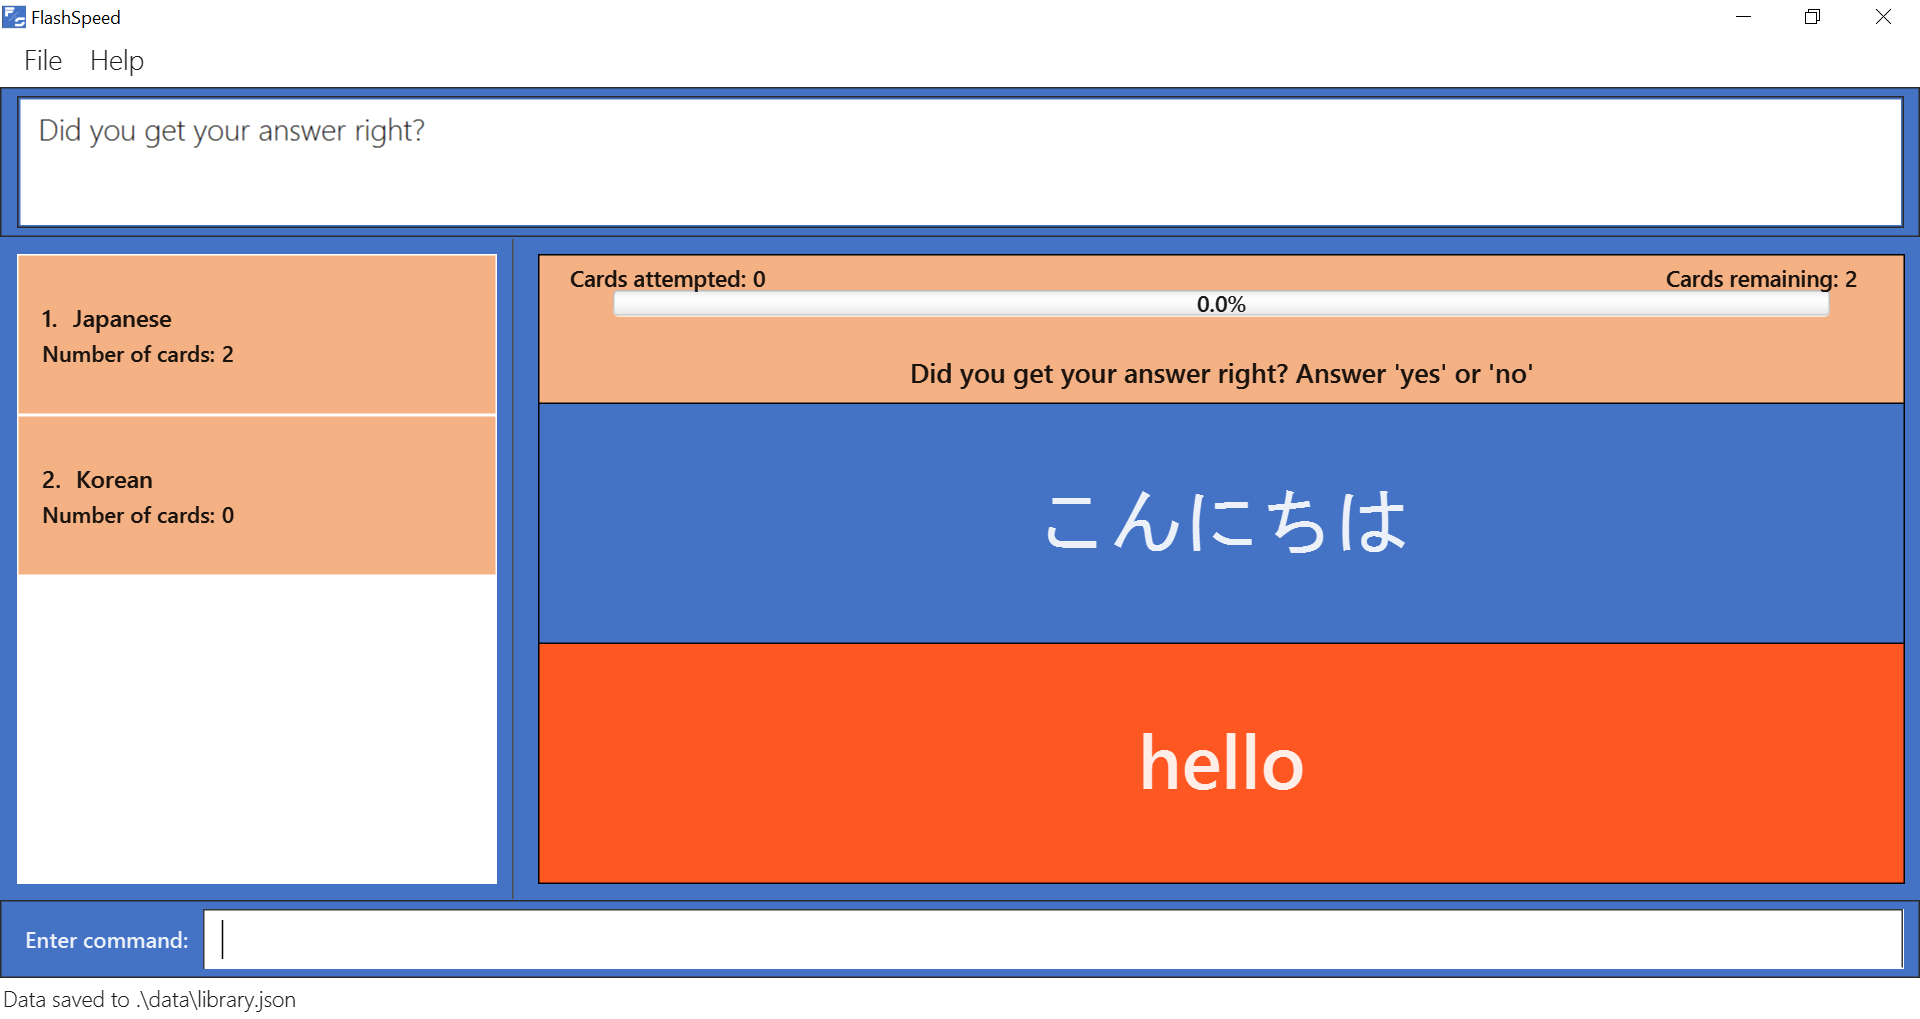 FlashSpeed
File Help
Did you get your answer right?
1. Japanese
Number of cards: 2
2. Korean
Number of cards: 0
Cards attempted: 0 Cards remaining: 2
0.0%
Did you get your answer right? Answer 'yes' or 'no'
こんにちは
hello
Enter command:
Data saved to .\data\library.json